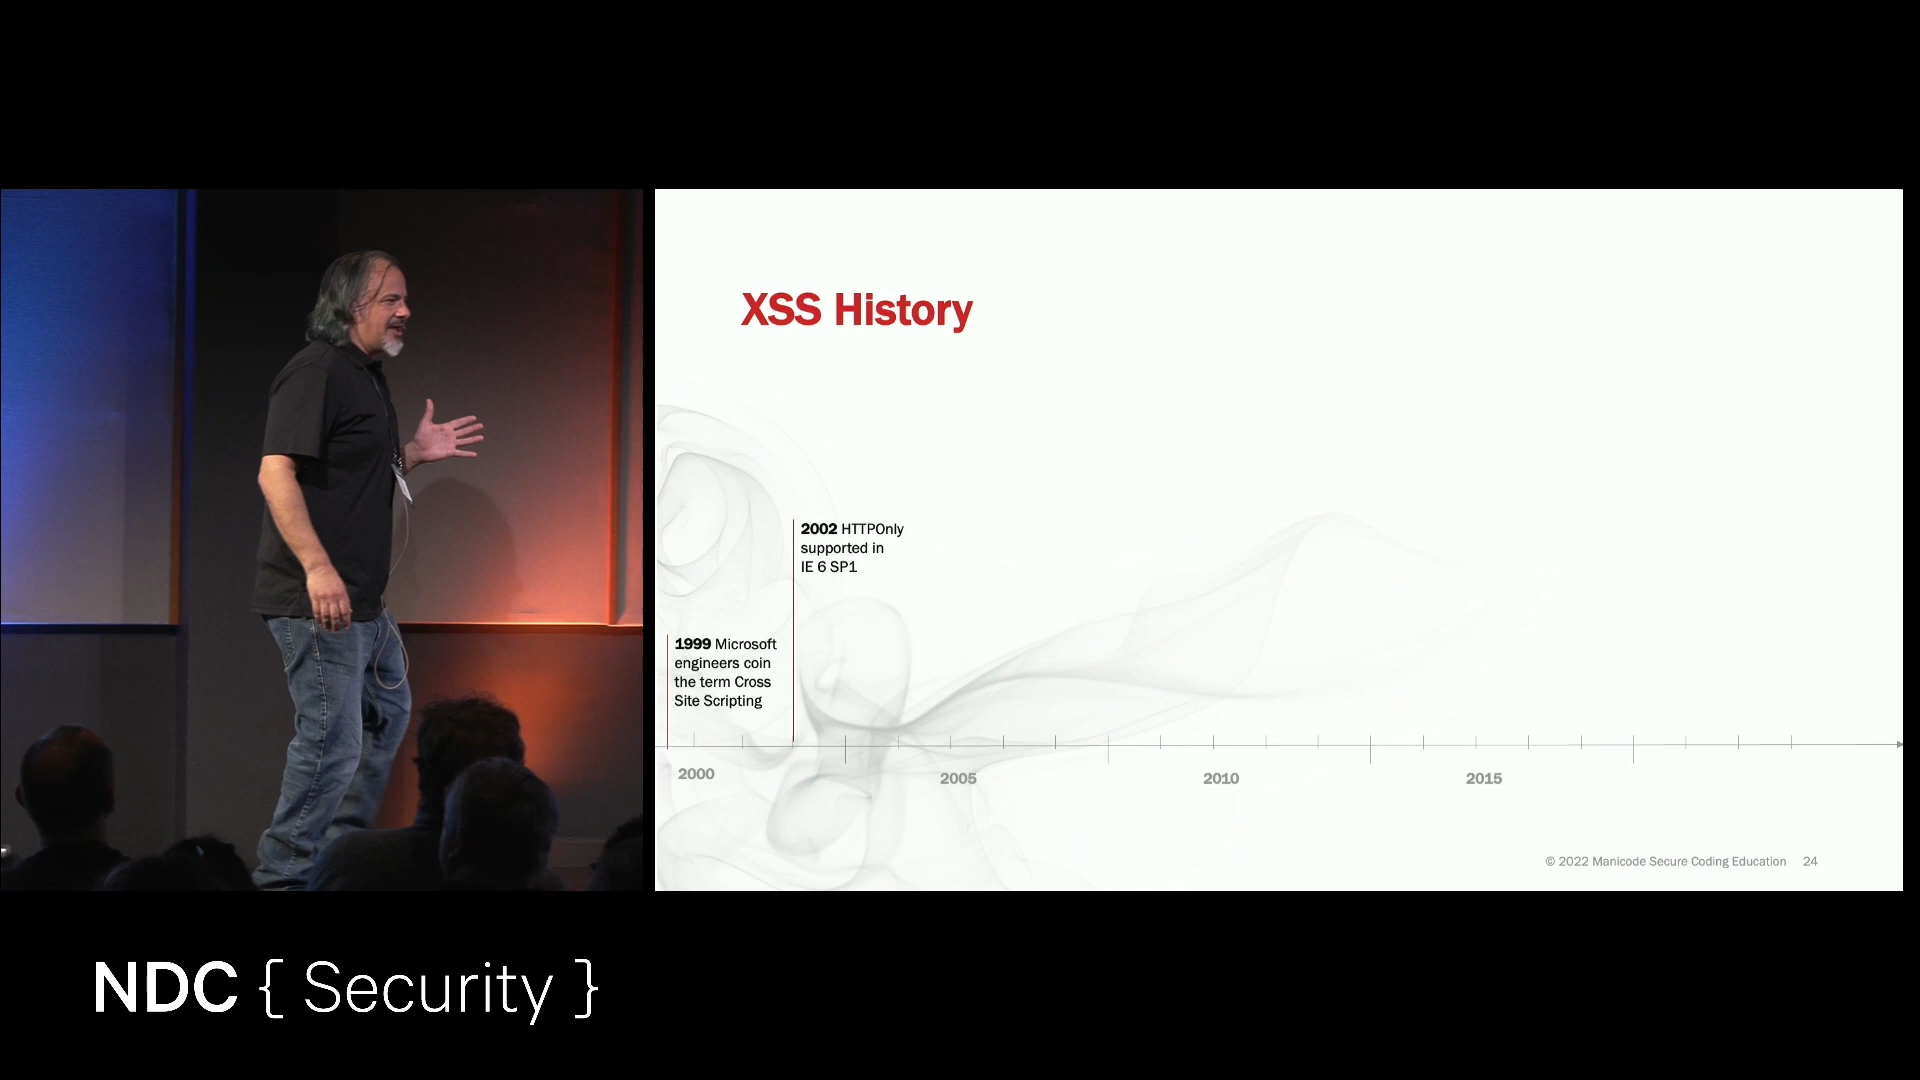 XSS History
2002 HTTPOnly
supported in
IE 6 SP1
1999 Microsoft
engineers coin
the term Cross
Site Scripting
2000
2005
2010
2015
© 2022 Manicode Secure Coding Education 24
NDC { Security }